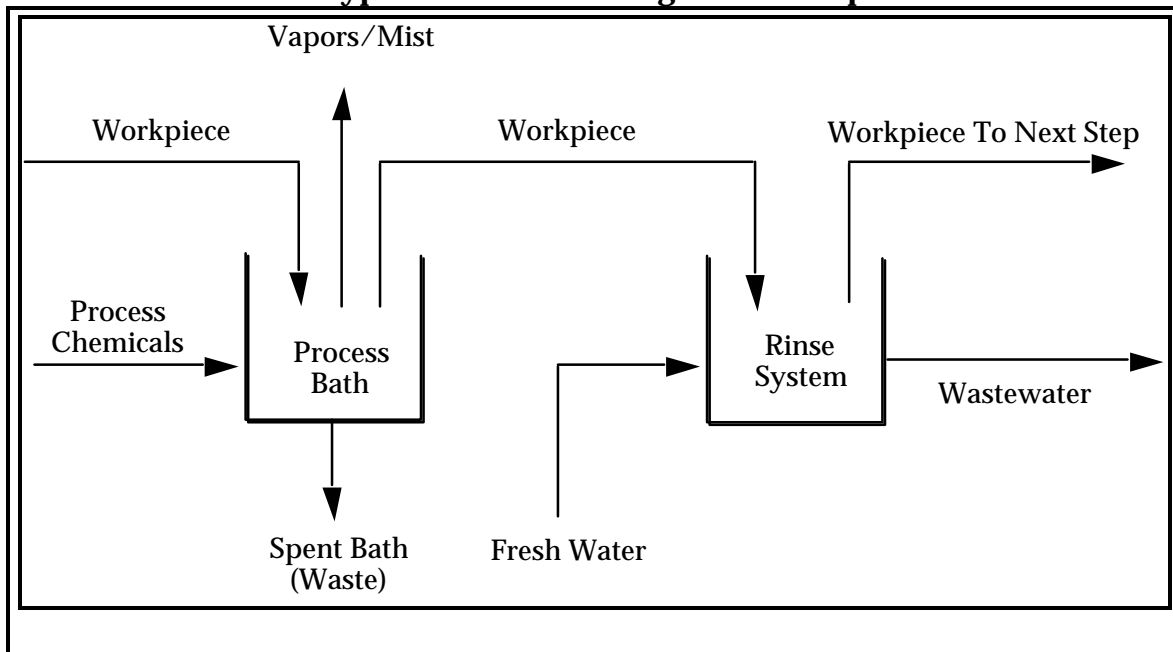 Vapors/Mist
Workpiece
Workpiece
Workpiece To Next Step
Process
Chemicals
Process
Bath
Rinse
System
Wastewater
Spent Bath
(Waste)
Fresh Water